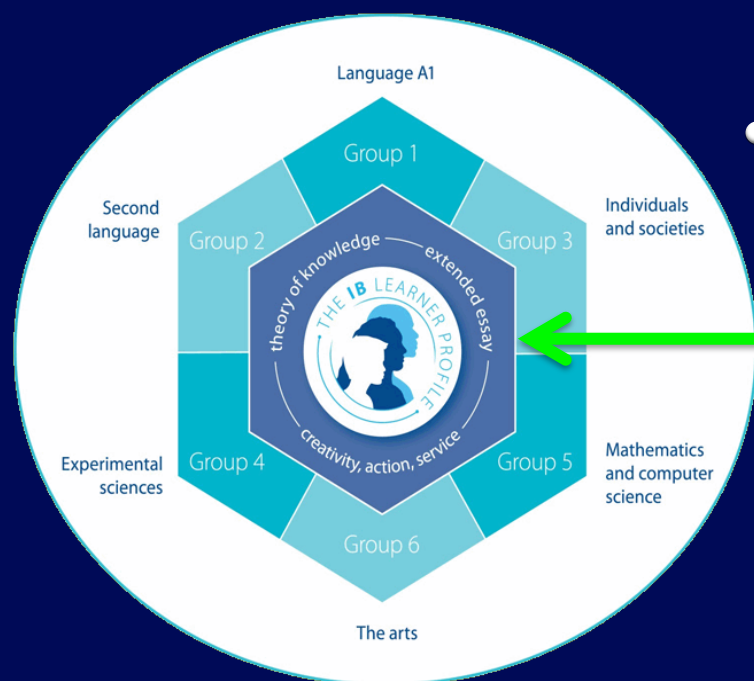 Language A1
Group 1
Second
language
Group 2
Group 3
Individuals
and societies
theory of knowledge
extended essay
THE IB LEARNER PROFILE
creativity, action, service
Experimental
sciences
Group 4
Group 5
Mathematics
and computer
science
Group 6
The arts